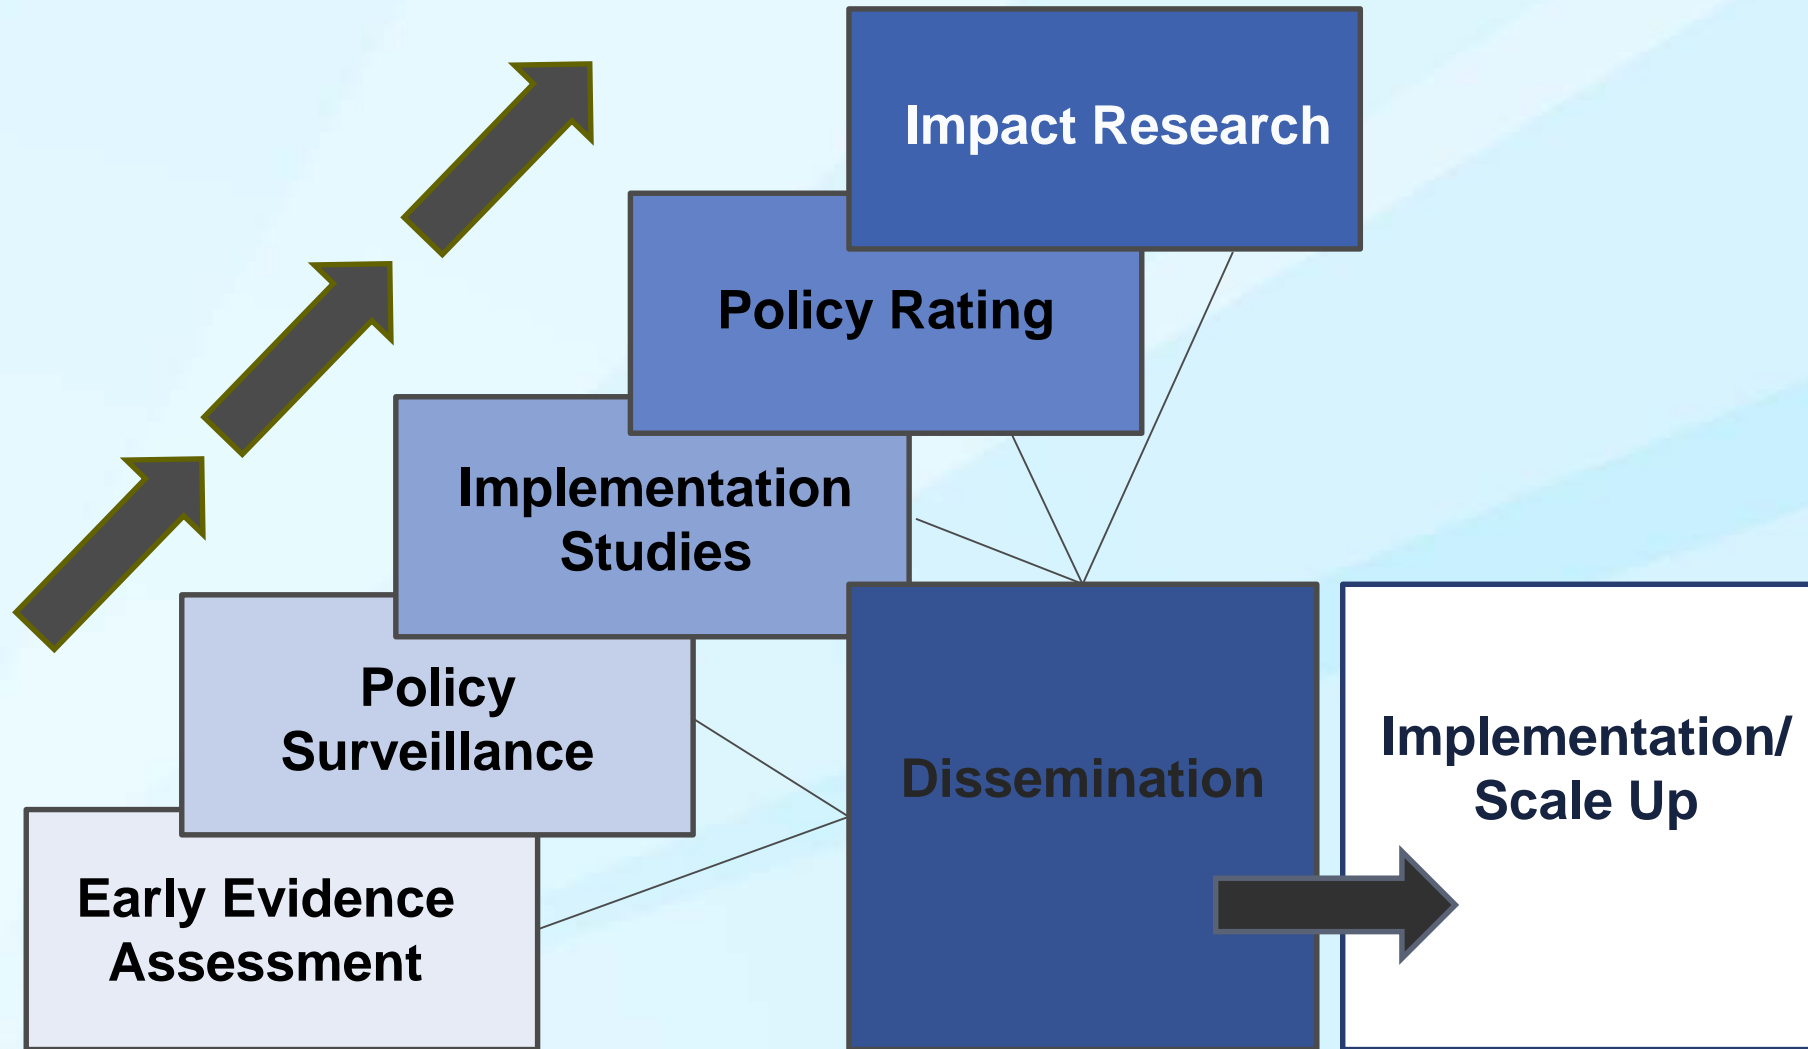 Impact Research
Policy Rating
Implementation
Studies
Policy
Surveillance
Early Evidence
Assessment
Dissemination
Implementation/
Scale Up